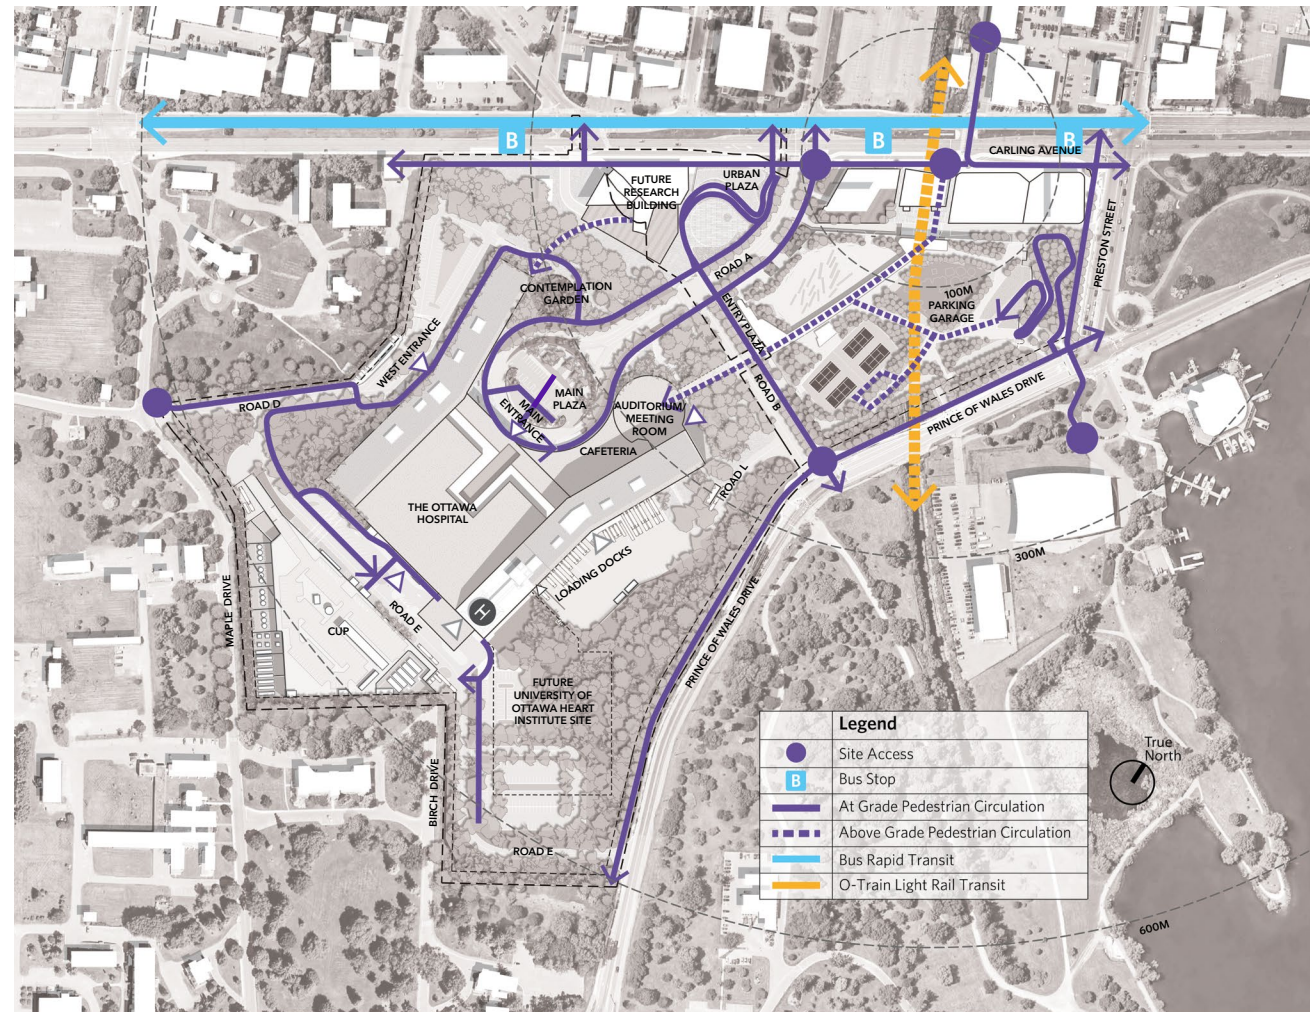 B
B
B
CARLING AVENUE
FUTURE
RESEARCH
BUILDING
URBAN
PLAZA
PRESTON STREET
ROAD A
CONTEMPLATION
GARDEN
100M
PARKING
GARAGE
ENTRY PLAZA
WEST ENTRANCE
ROAD D
MAIN
PLAZA
MAIN
ENTRANCE
ROAD B
AUDITORIUM/
MEETING
ROOM
PRINCE OF WALES DRIVE
CAFETERIA
ROAD L
THE OTTAWA
HOSPITAL
300M
LOADING DOCKS
MAPLE DRIVE
ROAD E
H
CUP
PRINCE OF WALES DRIVE
FUTURE
UNIVERSITY OF
OTTAWA HEART
INSTITUTE SITE
BIRCH DRIVE
ROAD E
Legend
Site Access
B Bus Stop
At Grade Pedestrian Circulation
Above Grade Pedestrian Circulation
Bus Rapid Transit
O-Train Light Rail Transit
True
North
600M